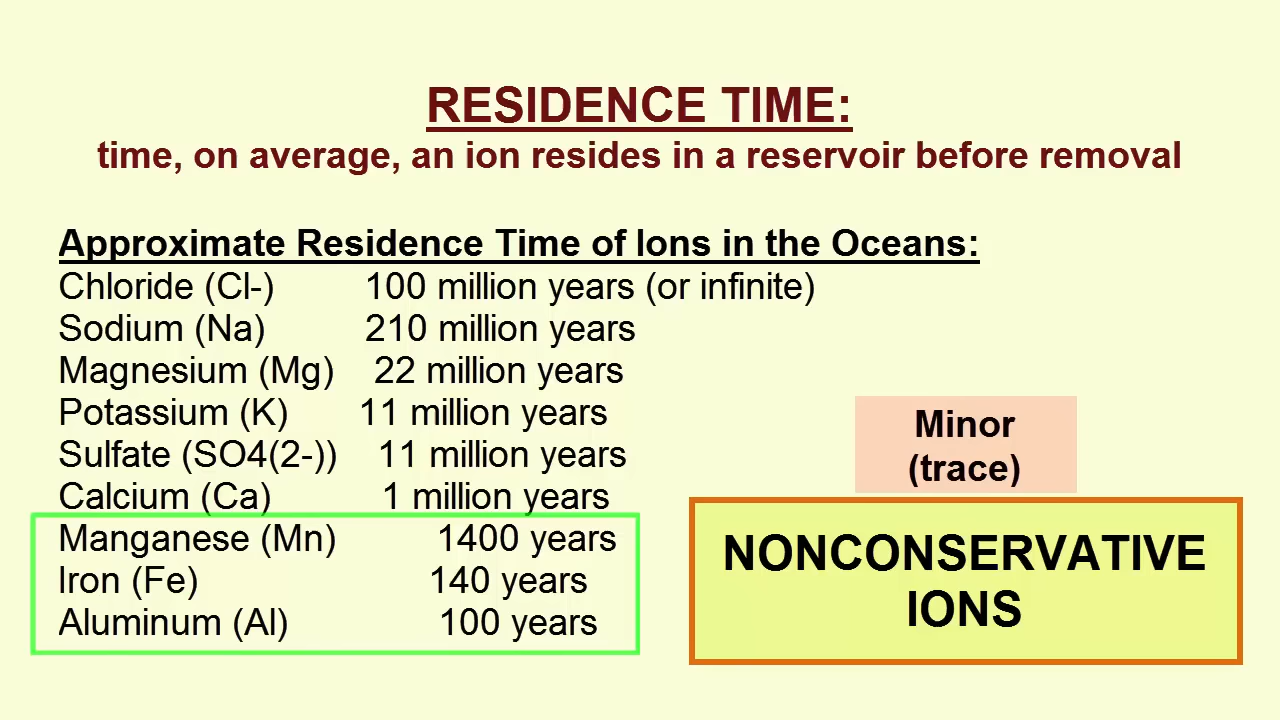 RESIDENCE TIME:
time, on average, an ion resides in a reservoir before removal
Approximate Residence Time of Ions in the Oceans:
Chloride (Cl-) 100 million years (or infinite)
Sodium (Na) 210 million years
Magnesium (Mg) 22 million years
Potassium (K) 11 million years
Sulfate (SO4(2-)) 11 million years
Calcium (Ca) 1 million years
Manganese (Mn) 1400 years
Iron (Fe) 140 years
Aluminum (Al) 100 years
Minor
(trace)
NONCONSERVATIVE
IONS